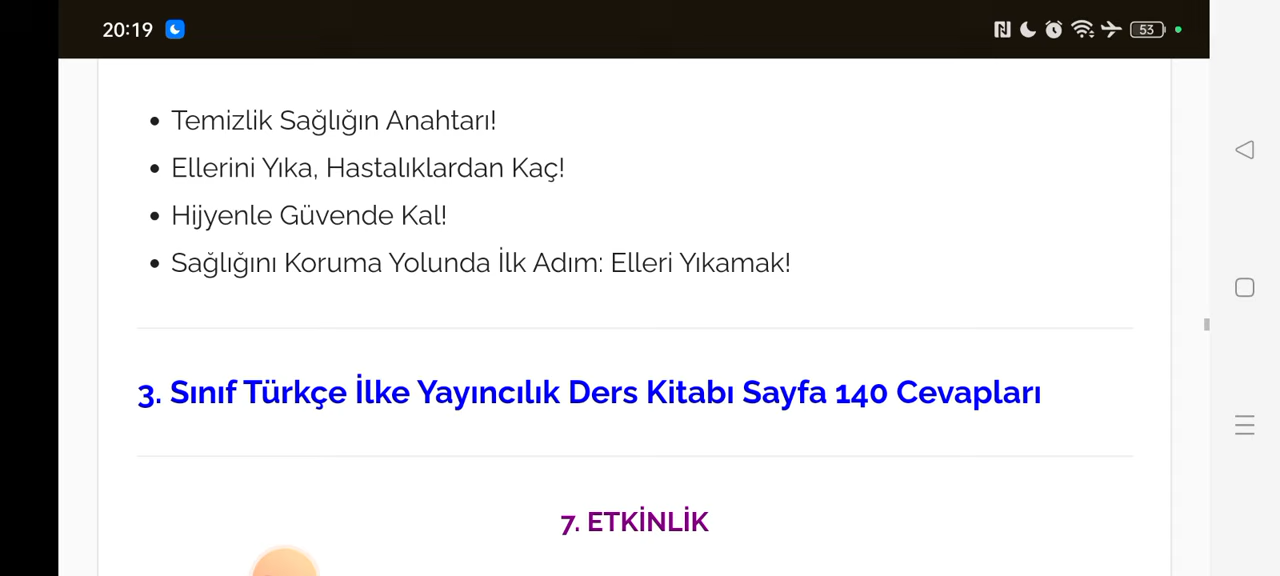 20:19
53
Temizlik Sağlığın Anahtarı!
Ellerini Yıka, Hastalıklardan Kaç!
Hijyenle Güvende Kal!
Sağlığını Koruma Yolunda İlk Adım: Elleri Yıkamak!
3. Sınıf Türkçe İlke Yayıncılık Ders Kitabı Sayfa 140 Cevapları
7. ETKİNLİK